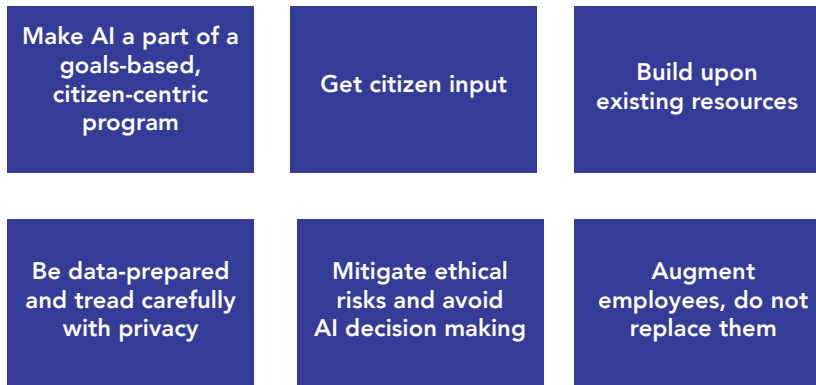 Make AI a part of a
goals-based,
citizen-centric
program
Get citizen input
Build upon
existing resources
Be data-prepared
and tread carefully
with privacy
Mitigate ethical
risks and avoid
AI decision making
Augment
employees, do not
replace them